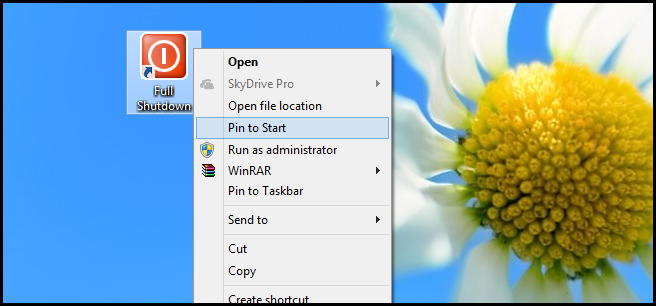 Full
Shutdown
Open
SkyDrive Pro
Open file location
Pin to Start
Run as administrator
WinRAR
Pin to Taskbar
Send to
Cut
Copy
Create shortcut